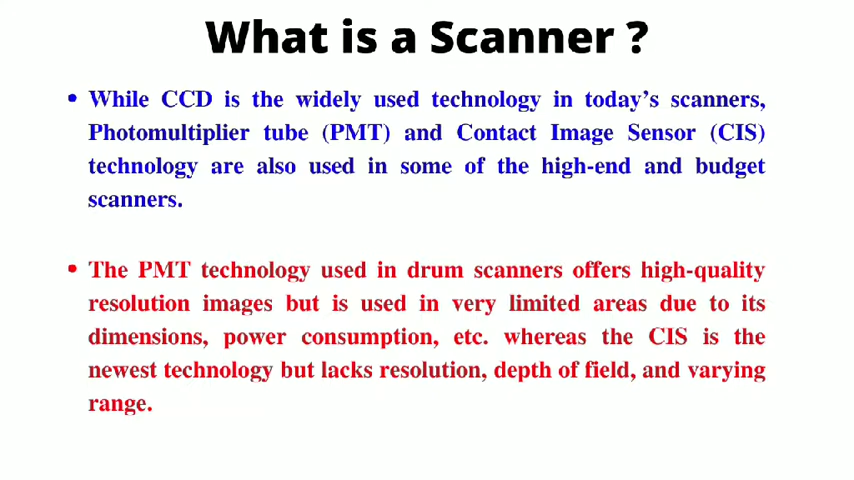 What is a Scanner ?
• While CCD is the widely used technology in today's scanners,
Photomultiplier tube (PMT) and Contact Image Sensor (CIS)
technology are also used in some of the high-end and budget
scanners.
• The PMT technology used in drum scanners offers high-quality
resolution images but is used in very limited areas due to its
dimensions, power consumption, etc. whereas the CIS is the
newest technology but lacks resolution, depth of field, and varying
range.